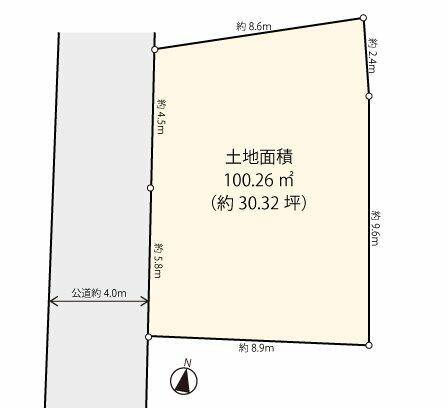 約 8.6m
約 2.4m
約 4.5m
土地面積
100.26 ㎡
（約 30.32 坪）
約 9.6m
約 5.8m
公道約 4.0m
約 8.9m
N